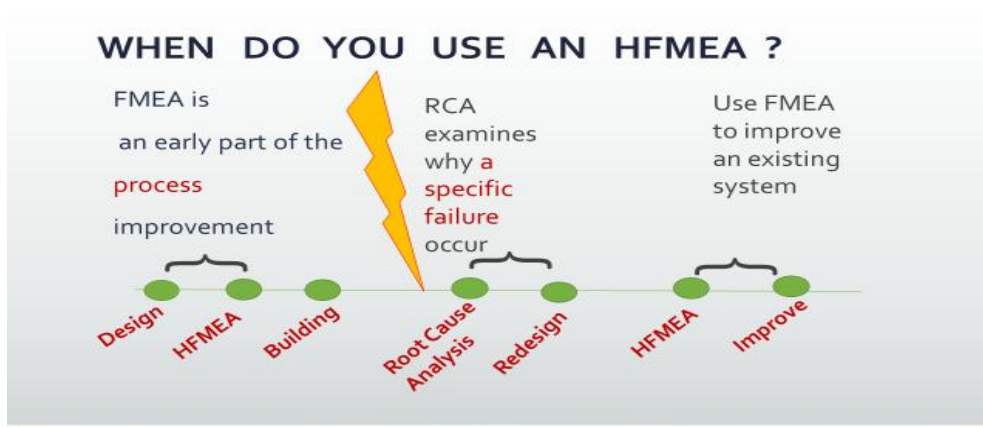 WHEN DO YOU USE AN HFMEA ?
FMEA is
an early part of the
process
improvement
RCA
examines
why a
specific
failure
occur
Use FMEA
to improve
an existing
system
Design
HFMEA
Building
Root Cause
Analysis
Redesign
HFMEA
Improve